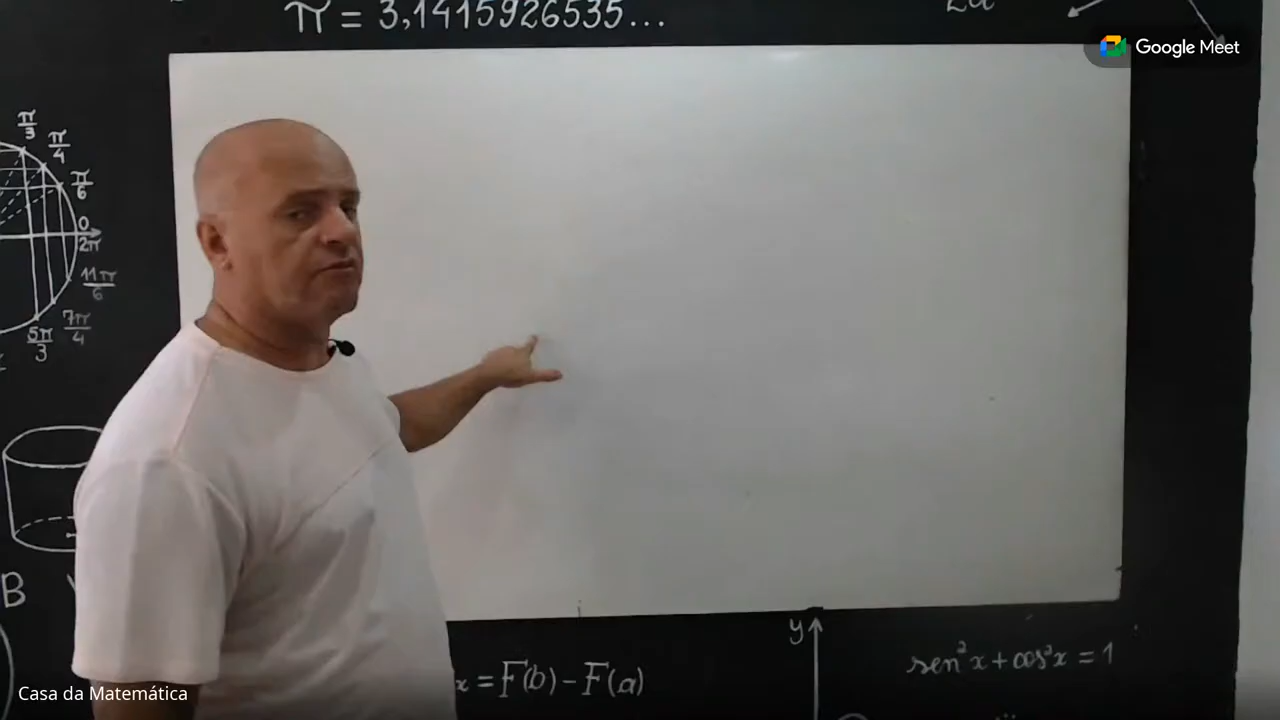 π = 3,1415926535...
2a
Google Meet
π/3
π/4
π/6
0
2π
11π/6
7π/4
5π/3
B
y
sen²x + cos²x = 1
x = F(b) - F(a)
Casa da Matemática